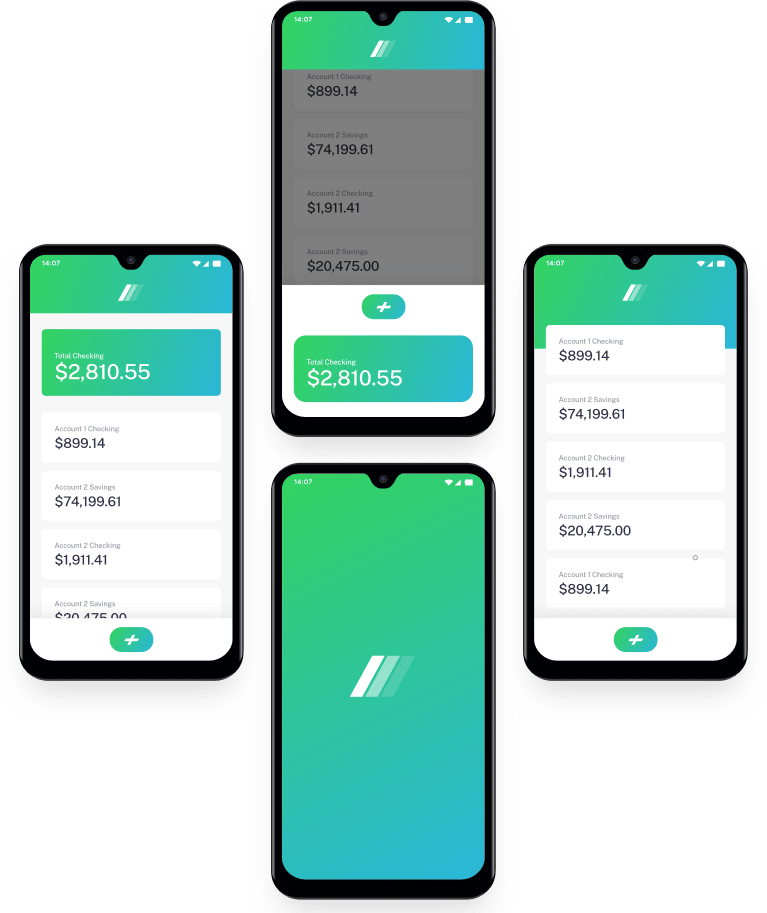 14:07
Account 1 Checking
$899.14
Account 2 Savings
$74,199.61
Account 2 Checking
$1,911.41
Account 2 Savings
$20,475.00
Total Checking
$2,810.55
14:07
Total Checking
$2,810.55
Account 1 Checking
$899.14
Account 2 Savings
$74,199.61
Account 2 Checking
$1,911.41
Account 2 Savings
$20,475.00
14:07
Account 1 Checking
$899.14
Account 2 Savings
$74,199.61
Account 2 Checking
$1,911.41
Account 2 Savings
$20,475.00
Account 1 Checking
$899.14
14:07